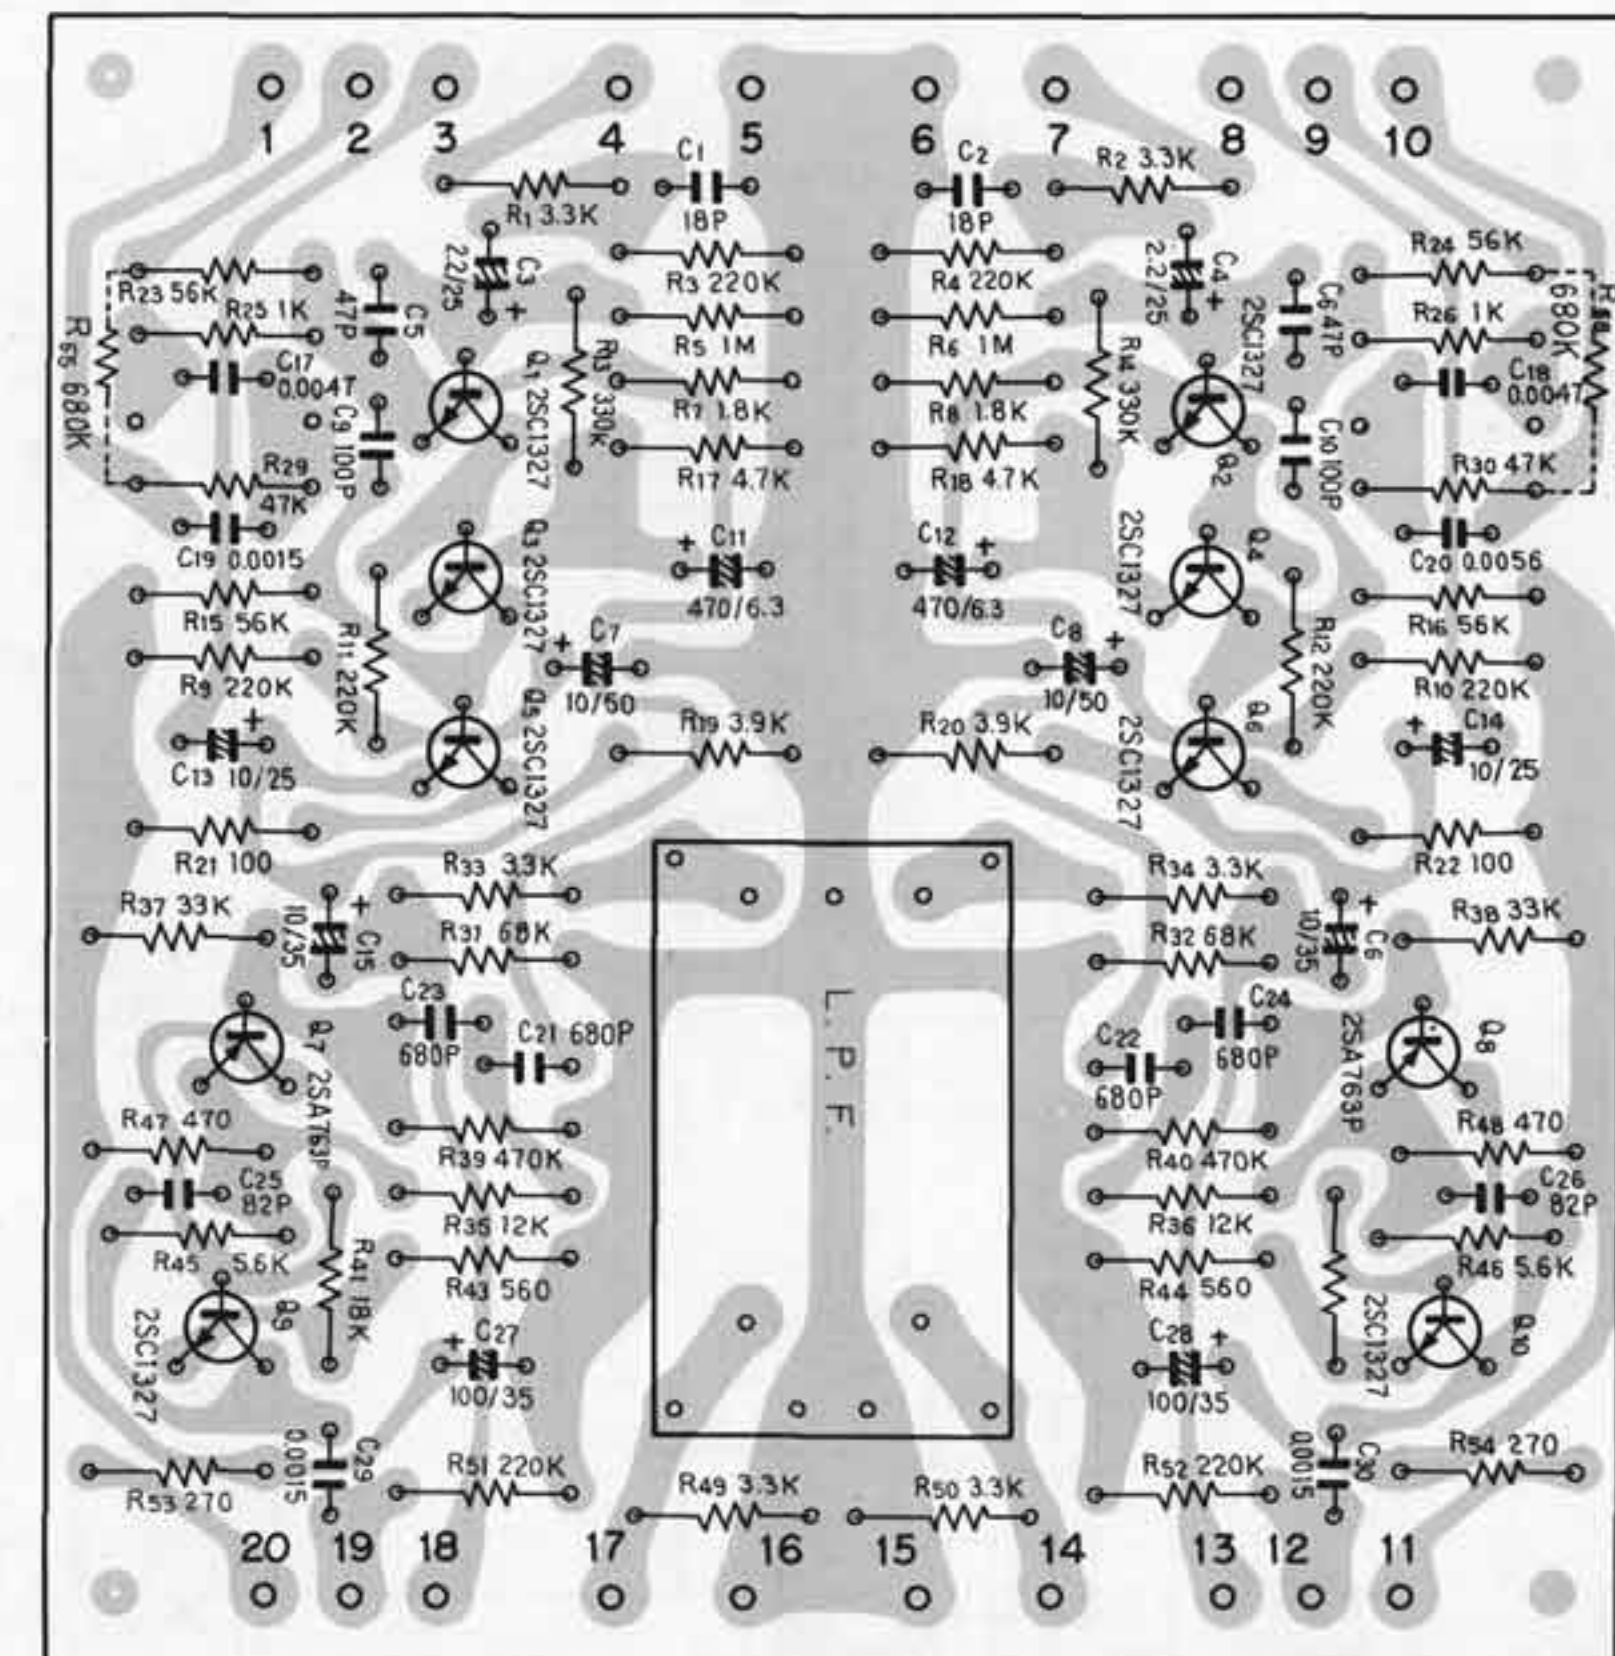 1 2 3 4 5 6 7 8 9 10
C1
18P
C2
18P
R1 3.3K
R2 3.3K
C3
2.2/25
+
R3 220K
R4 220K
C4
2.2/25
+
R23 56K
R24 56K
R25 1K
C5
47P
R5 1M
R6 1M
C6 47P
R26 1K
R55 680K
C17
0.0047
Q1 2SC1327
R13 330K
R7 1.8K
R8 1.8K
R14 330K
2SC1327
Q2
C18
0.0047
680K
C9 100P
R29
47K
R17 4.7K
R18 4.7K
C10 100P
R30 47K
C19 0.0015
Q3 2SC1327
+
C11
470/6.3
C12
+
470/6.3
2SC1327
Q4
C20 0.0056
R15 56K
R16 56K
R9 220K
R11 220K
+
C7
10/50
C8
+
10/50
R12 220K
R10 220K
+
C13 10/25
Q5 2SC1327
R19 3.9K
R20 3.9K
2SC1327
Q6
+
C14
10/25
R21 100
R22 100
R33 3.3K
R34 3.3K
R37 33K
10/35
+
C15
R31 68K
R32 68K
10/35
+
C6
R38 33K
C23
680P
C21 680P
L.P.F.
C22
680P
C24
680P
Q7 2SA763P
2SA763P
Q8
R47 470
R39 470K
R40 470K
R48 470
C25
82P
R35 12K
R36 12K
C26
82P
R45 5.6K
R41 18K
R43 560
R44 560
R46 5.6K
2SC1327
Q9
+
C27
100/35
C28
+
100/35
2SC1327
Q10
R53 270
0.0015
C29
R51 220K
R49 3.3K
R50 3.3K
R52 220K
0.0015
C30
R54 270
20 19 18 17 16 15 14 13 12 11